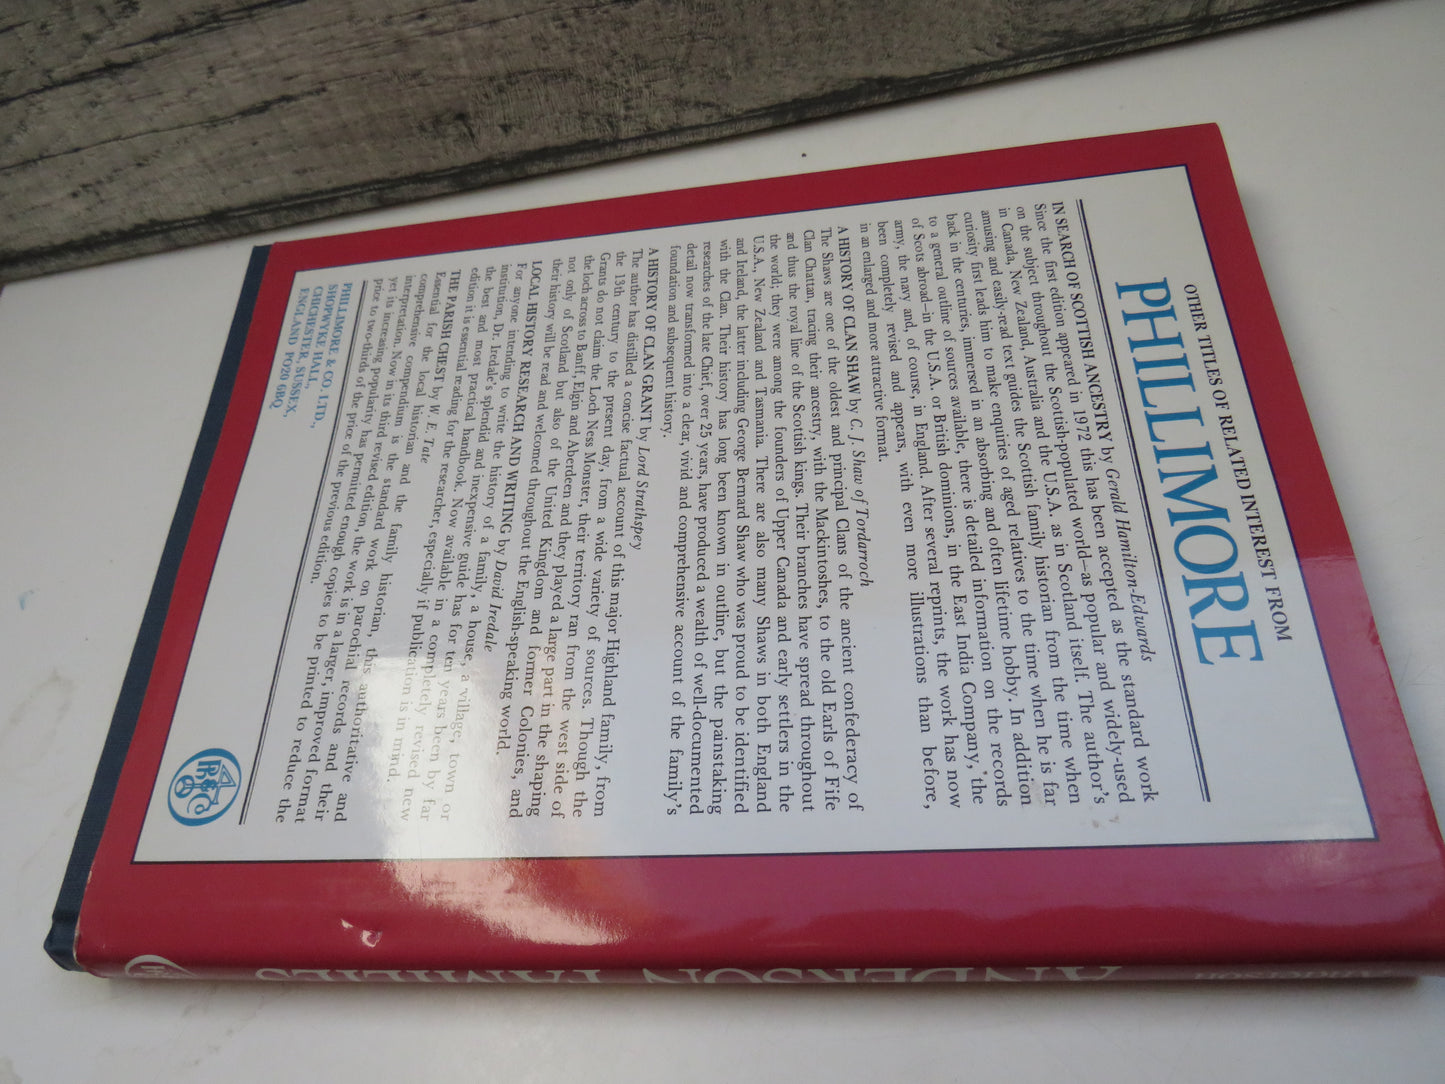 OTHER TITLES OF RELATED INTEREST FROM
PHILLIMORE
IN SEARCH OF SCOTTISH ANCESTRY by Gerald Hamilton-Edwards
Since the first edition appeared in 1972 this has been accepted as the standard work
on the subject throughout the Scottish-populated world—as popular and widely-used
in Canada, New Zealand, Australia and the U.S.A. as in Scotland itself. The author's
amusing and easily-read text guides the Scottish family historian from the time when
curiosity first leads him to make enquiries of aged relatives to the time when he is far
back in the centuries, immersed in an absorbing and often lifetime hobby. In addition
to a general outline of sources available, there is detailed information on the records
of Scots abroad—in the U.S.A. or British dominions, in the East India Company, the
army, the navy and, of course, in England. After several reprints, the work has now
been completely revised and appears, with even more illustrations than before,
in an enlarged and more attractive format.
A HISTORY OF CLAN SHAW by C. J. Shaw of Tordarroch
The Shaws are one of the oldest and principal Clans of the ancient confederacy of
Clan Chattan, tracing their ancestry, with the Mackintoshes, to the old Earls of Fife
and thus the royal line of the Scottish kings. Their branches have spread throughout
the world; they were among the founders of Upper Canada and early settlers in the
U.S.A., New Zealand and Tasmania. There are also many Shaws in both England
and Ireland, the latter including George Bernard Shaw who was proud to be identified
with the Clan. Their history has long been known in outline, but the painstaking
researches of the late Chief, over 25 years, have produced a wealth of well-documented
detail now transformed into a clear, vivid and comprehensive account of the family's
foundation and subsequent history.
A HISTORY OF CLAN GRANT by Lord Strathspey
The author has distilled a concise factual account of this major Highland family, from
the 13th century to the present day, from a wide variety of sources. Though the
Grants do not claim the Loch Ness Monster, their territory ran from the west side of
the loch across to Banff, Elgin and Aberdeen and they played a large part in the shaping
not only of Scotland but also of the United Kingdom and former Colonies, and
their history will be read and welcomed throughout the English-speaking world.
LOCAL HISTORY RESEARCH AND WRITING by David Iredale
For anyone intending to write the history of a family, a house, a village, town or
institution, Dr. Iredale's splendid and inexpensive guide has for ten years been by far
the best and most practical handbook. Now available in a completely revised new
edition it is essential reading for the researcher, especially if publication is in mind.
THE PARISH CHEST by W. E. Tate
Essential for the local historian and the family historian, this authoritative and
comprehensive compendium is the standard work on parochial records and their
interpretation. Now in its third revised edition, the work is in a larger, improved format
yet its increasing popularity has permitted enough copies to be printed to reduce the
price to two-thirds of the price of the previous edition.
PHILLIMORE & CO. LTD.,
SHOPWYKE HALL,
CHICHESTER, SUSSEX,
ENGLAND PO20 6BQ
P & Co
Anderson
ANDERSON FAMILIES